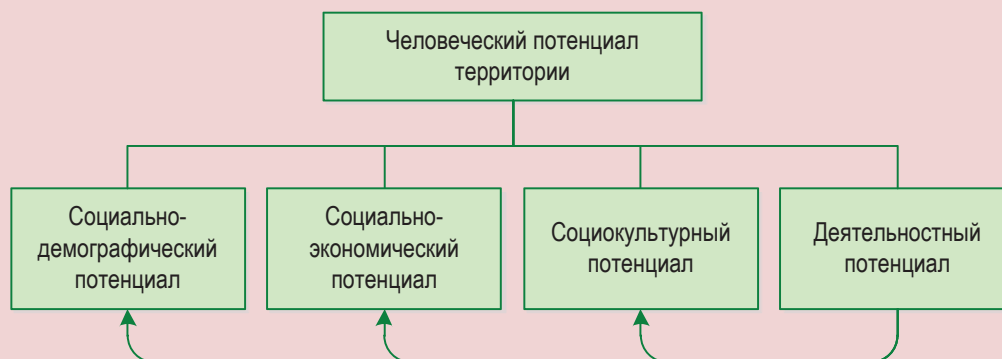 Человеческий потенциал
территории
Социально-
демографический
потенциал
Социально-
экономический
потенциал
Социокультурный
потенциал
Деятельностный
потенциал